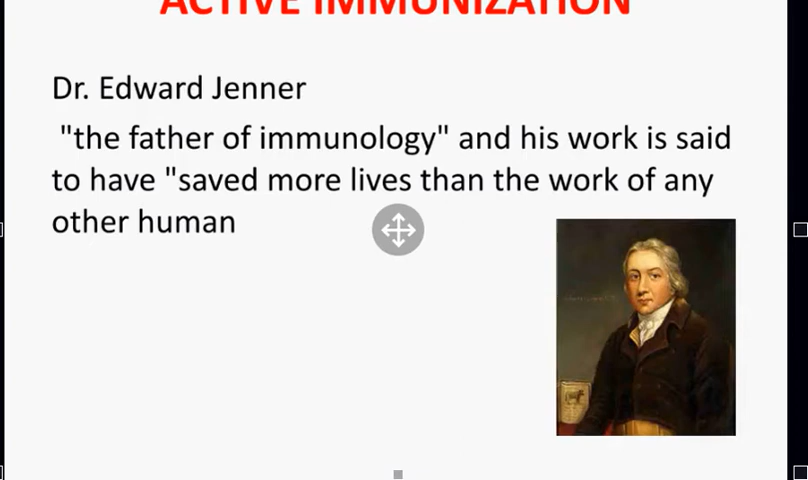 ACTIVE IMMUNIZATION
Dr. Edward Jenner
"the father of immunology" and his work is said
to have "saved more lives than the work of any
other human